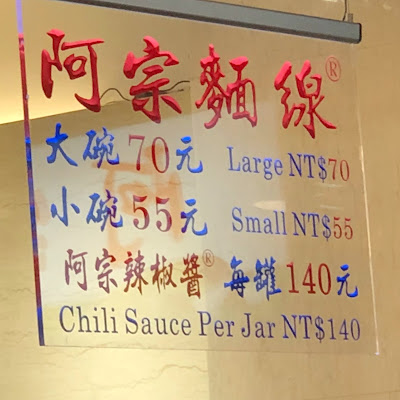 阿宗麵線®
大碗70元 Large NT$70
小碗55元 Small NT$55
阿宗辣椒醬® 每罐140元
Chili Sauce Per Jar NT$140